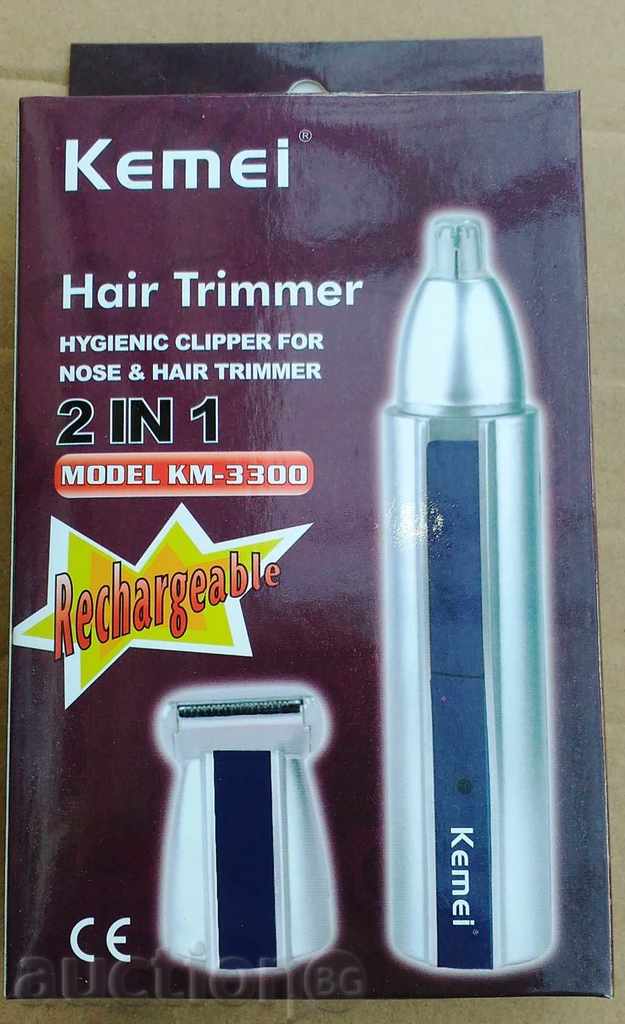 Kemei®
Hair Trimmer
HYGIENIC CLIPPER FOR
NOSE & HAIR TRIMMER
2 IN 1
MODEL KM-3300
Rechargeable
Kemei®
CE
auction BG